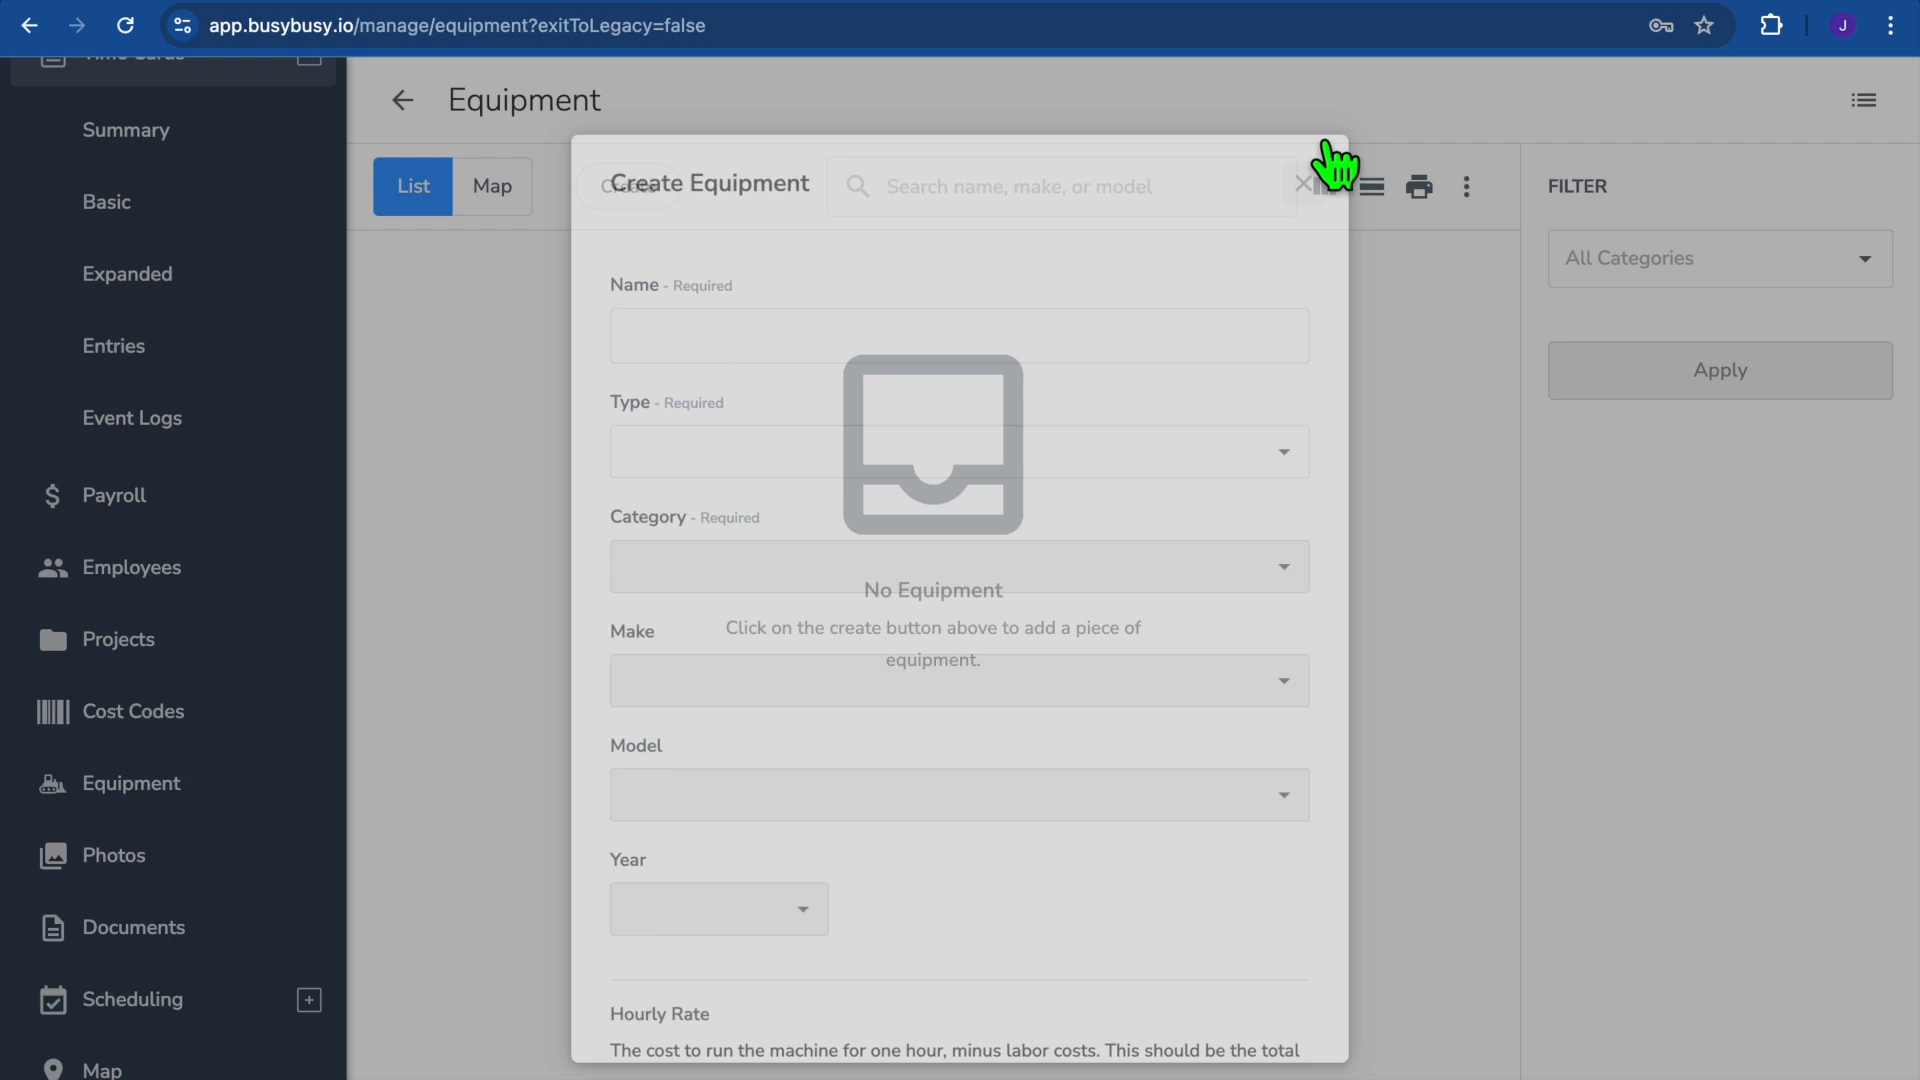 app.busybusy.io/manage/equipment?exitToLegacy=false
J
Time Cards
Summary
Basic
Expanded
Entries
Event Logs
Payroll
Employees
Projects
Cost Codes
Equipment
Photos
Documents
Scheduling
Map
Equipment
List
Map
Create
Search name, make, or model
Create Equipment
Name - Required
Type - Required
Category - Required
No Equipment
Click on the create button above to add a piece of
equipment.
Make
Model
Year
Hourly Rate
The cost to run the machine for one hour, minus labor costs. This should be the total
FILTER
All Categories
Apply